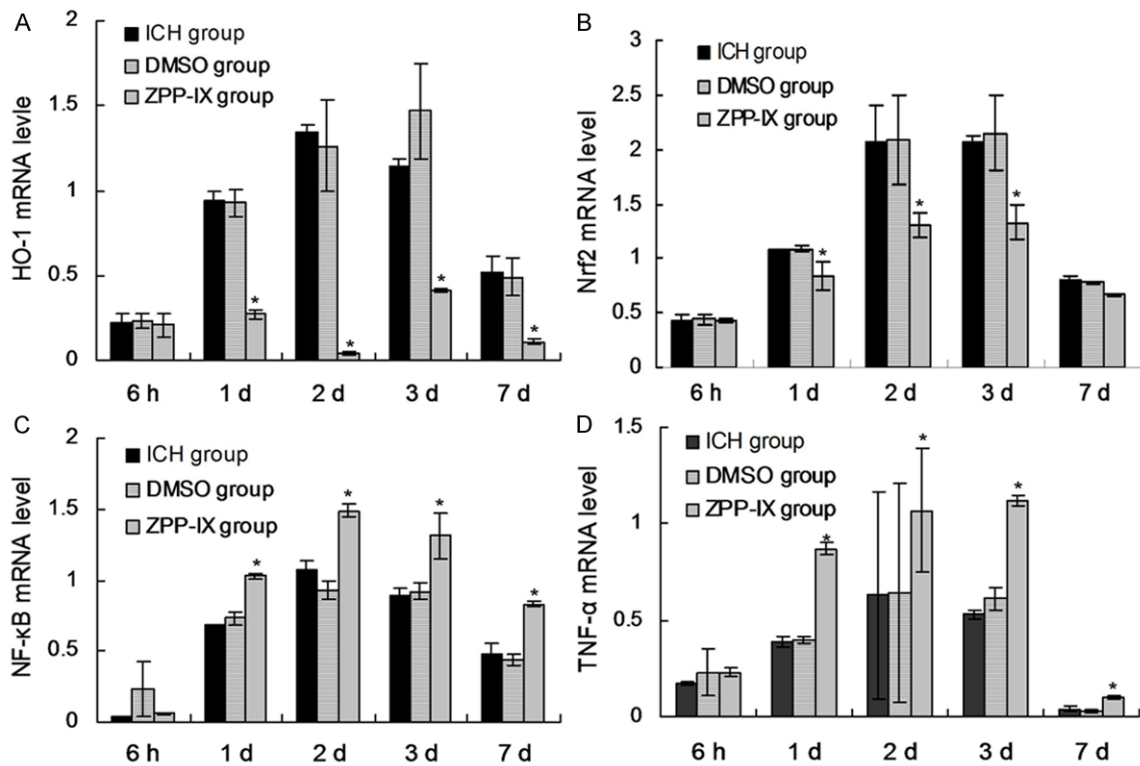 A
HO-1 mRNA levle
2
1.5
1
0.5
0
ICH group
DMSO group
ZPP-IX group
*
*
*
*
6 h 1 d 2 d 3 d 7 d
B
Nrf2 mRNA level
3
2.5
2
1.5
1
0.5
0
ICH group
DMSO group
ZPP-IX group
*
*
*
6 h 1 d 2 d 3 d 7 d
C
NF-κB mRNA level
2
1.5
1
0.5
0
ICH group
DMSO group
ZPP-IX group
*
*
*
*
6 h 1 d 2 d 3 d 7 d
D
TNF-α mRNA level
1.5
1
0.5
0
ICH group
DMSO group
ZPP-IX group
*
*
*
*
6 h 1 d 2 d 3 d 7 d